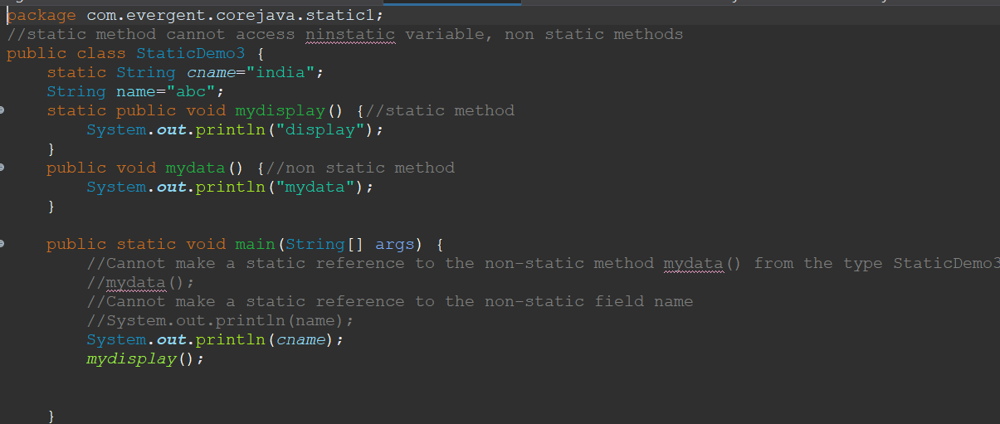 package com.evergent.corejava.static1;
//static method cannot access ninstatic variable, non static methods
public class StaticDemo3 {
    static String cname="india";
    String name="abc";
    static public void mydisplay() {//static method
        System.out.println("display");
    }
    public void mydata() {//non static method
        System.out.println("mydata");
    }
    public static void main(String[] args) {
        //Cannot make a static reference to the non-static method mydata() from the type StaticDemo3
        //mydata();
        //Cannot make a static reference to the non-static field name
        //System.out.println(name);
        System.out.println(cname);
        mydisplay();
    }